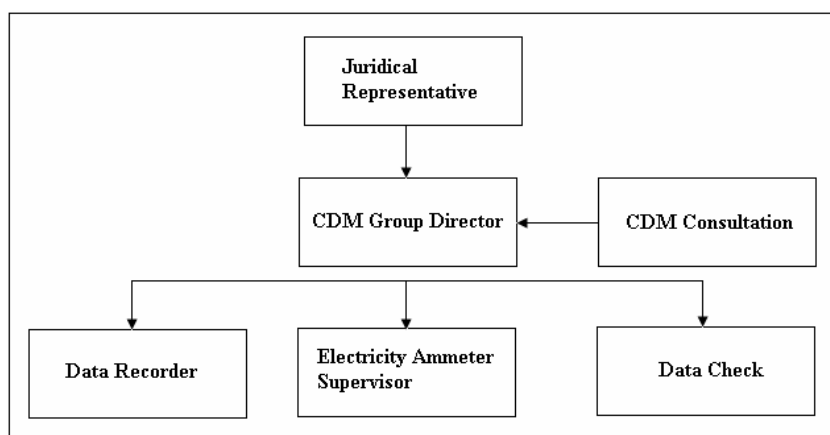 Juridical
Representative
CDM Group Director
CDM Consultation
Data Recorder
Electricity Ammeter
Supervisor
Data Check